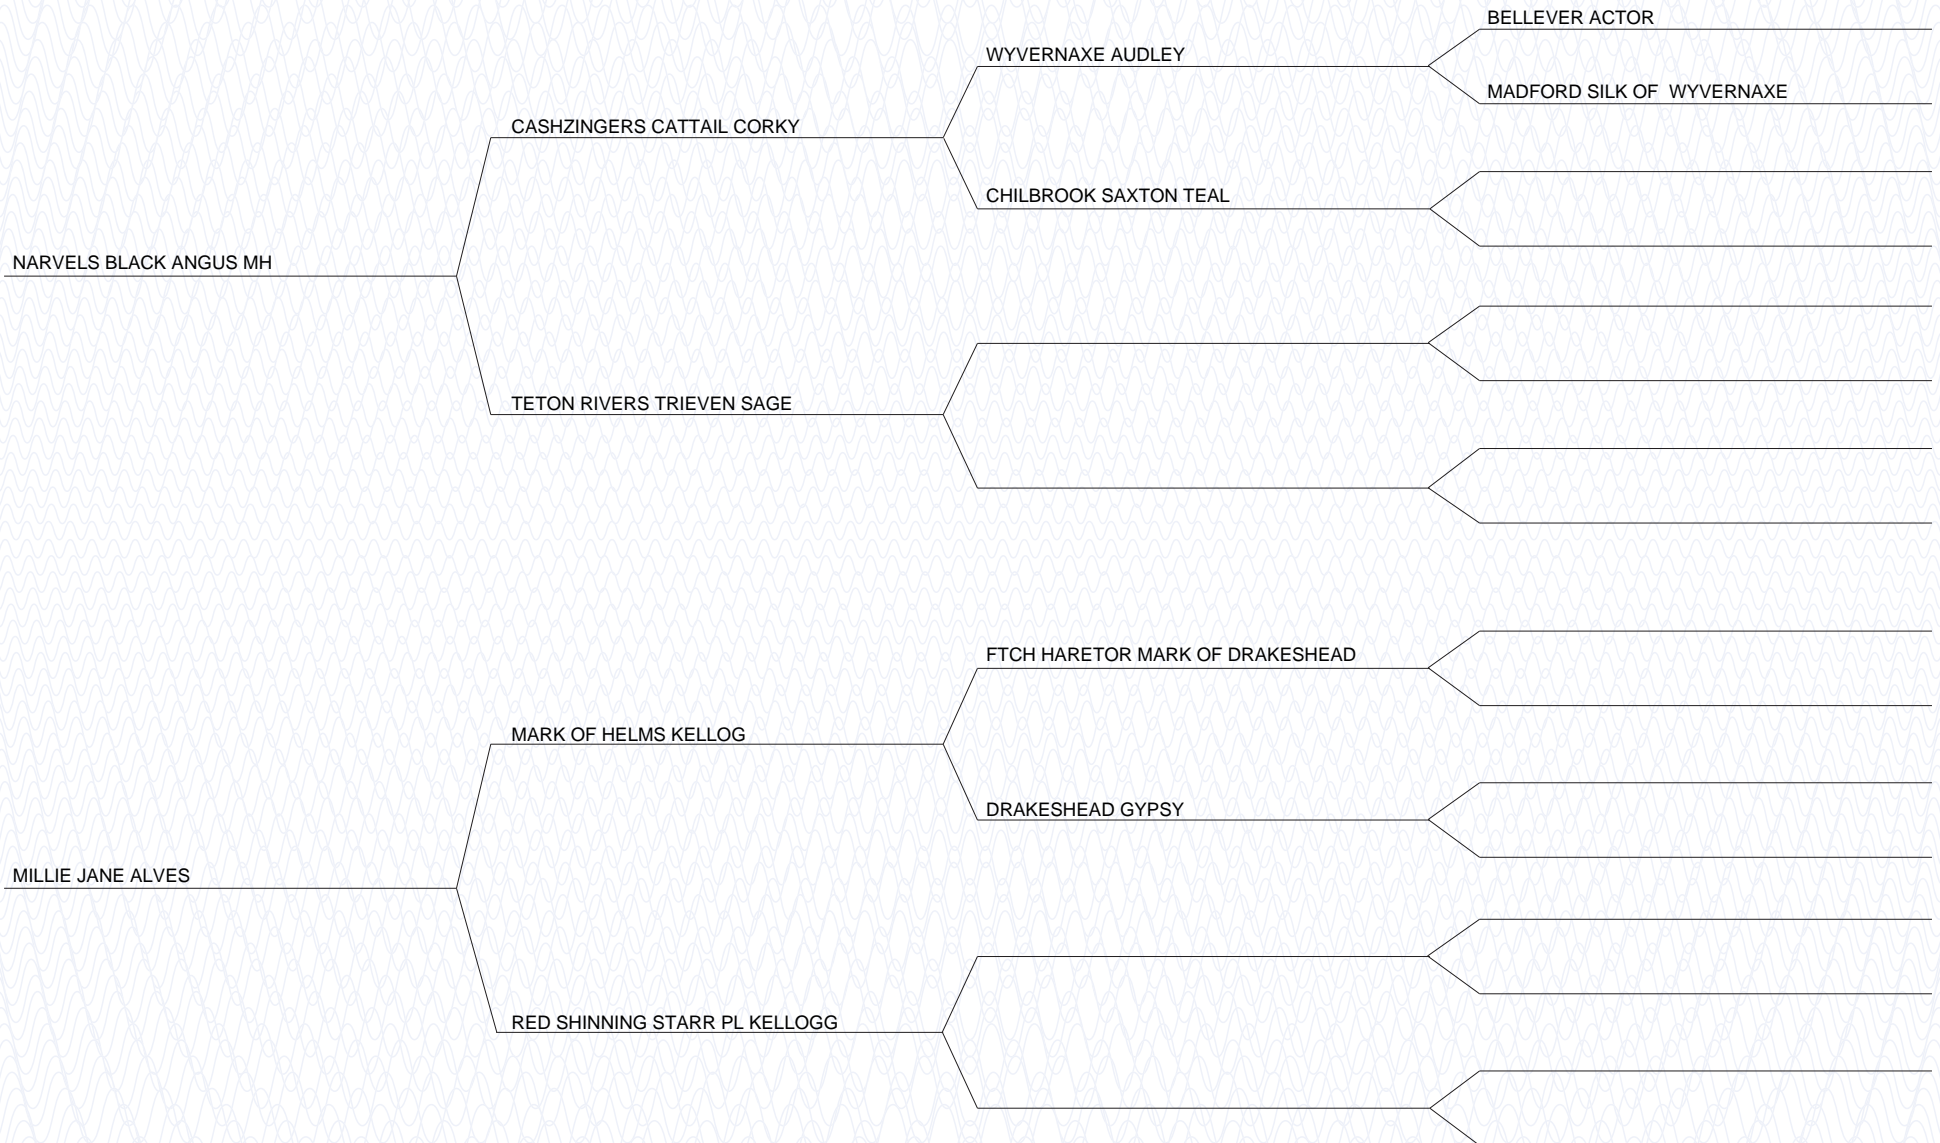 BELLEVER ACTOR
WYVERNAXE AUDLEY
MADFORD SILK OF  WYVERNAXE
CASHZINGERS CATTAIL CORKY
CHILBROOK SAXTON TEAL
NARVELS BLACK ANGUS MH
TETON RIVERS TRIEVEN SAGE
FTCH HARETOR MARK OF DRAKESHEAD
MARK OF HELMS KELLOG
DRAKESHEAD GYPSY
MILLIE JANE ALVES
RED SHINNING STARR PL KELLOGG